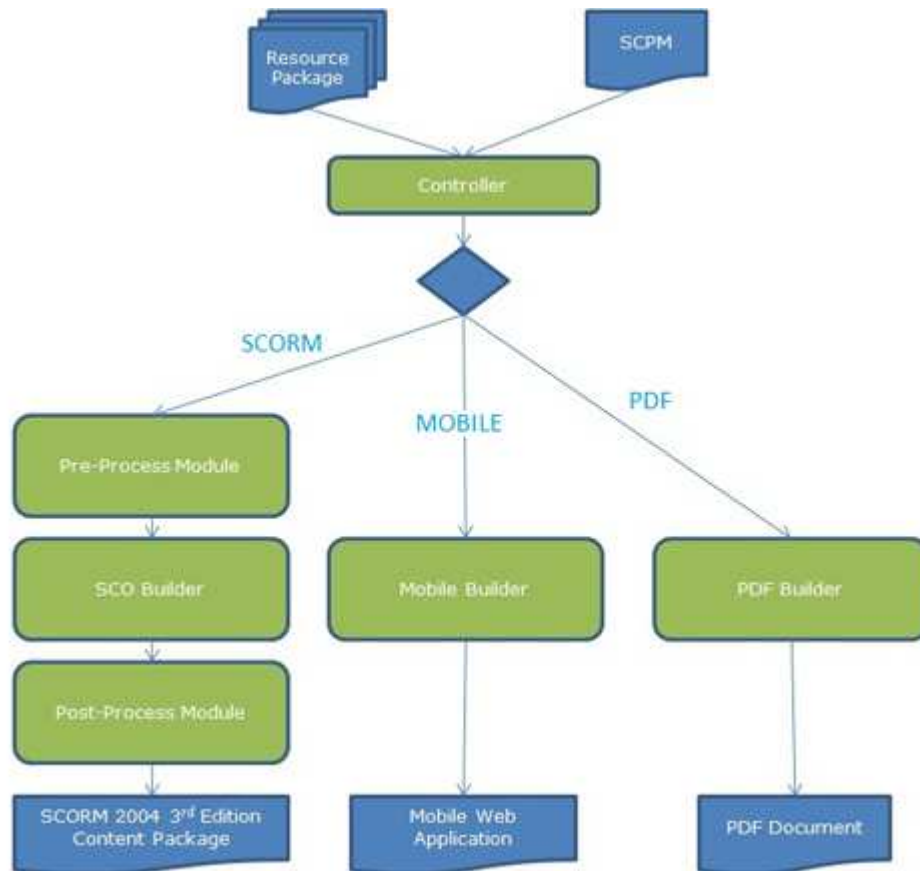 Resource
Package
SCPM
Controller
SCORM
MOBILE
PDF
Pre-Process Module
SCO Builder
Mobile Builder
PDF Builder
Post-Process Module
SCORM 2004 3rd Edition
Content Package
Mobile Web
Application
PDF Document